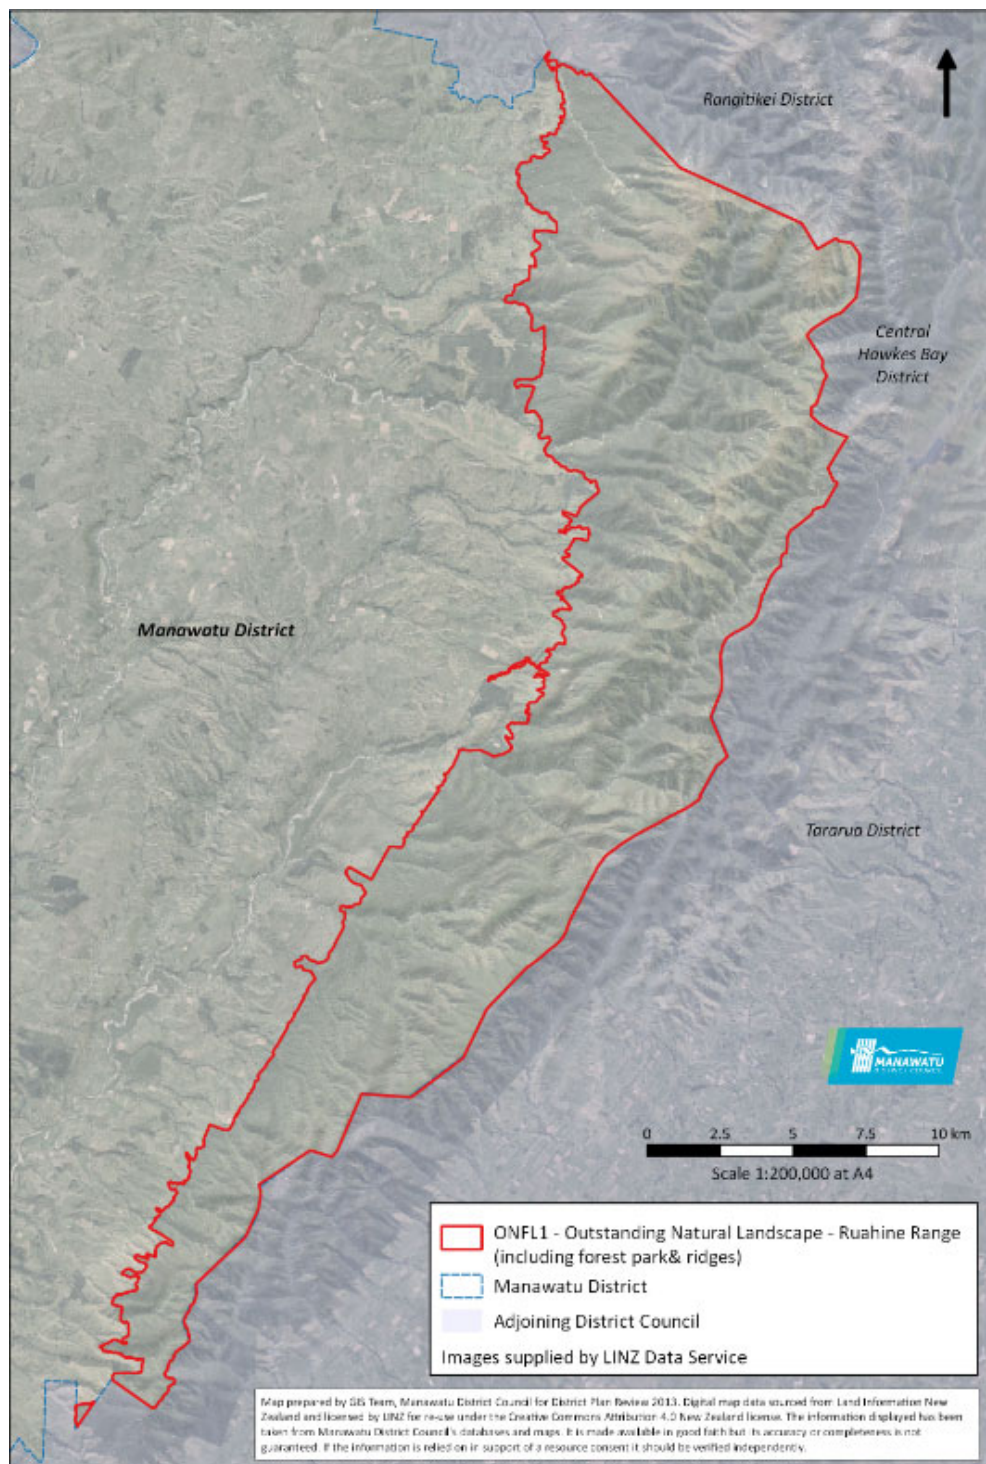 Rangitikei District
Central
Hawkes Bay
District
Manawatu District
Tararua District
MANAWATU
DISTRICT COUNCIL
0 2.5 5 7.5 10 km
Scale 1:200,000 at A4
ONFL1 - Outstanding Natural Landscape - Ruahine Range
(including forest park& ridges)
Manawatu District
Adjoining District Council
Images supplied by LINZ Data Service
Map prepared by GIS Team, Manawatu District Council for District Plan Review 2013. Digital map data sourced from Land Information New
Zealand and licensed by LINZ for re-use under the Creative Commons Attribution 4.0 New Zealand license. The information displayed has been
taken from Manawatu District Council's databases and maps. It is made available in good faith but its accuracy or completeness is not
guaranteed. If the information is relied on in support of a resource consent it should be verified independently.